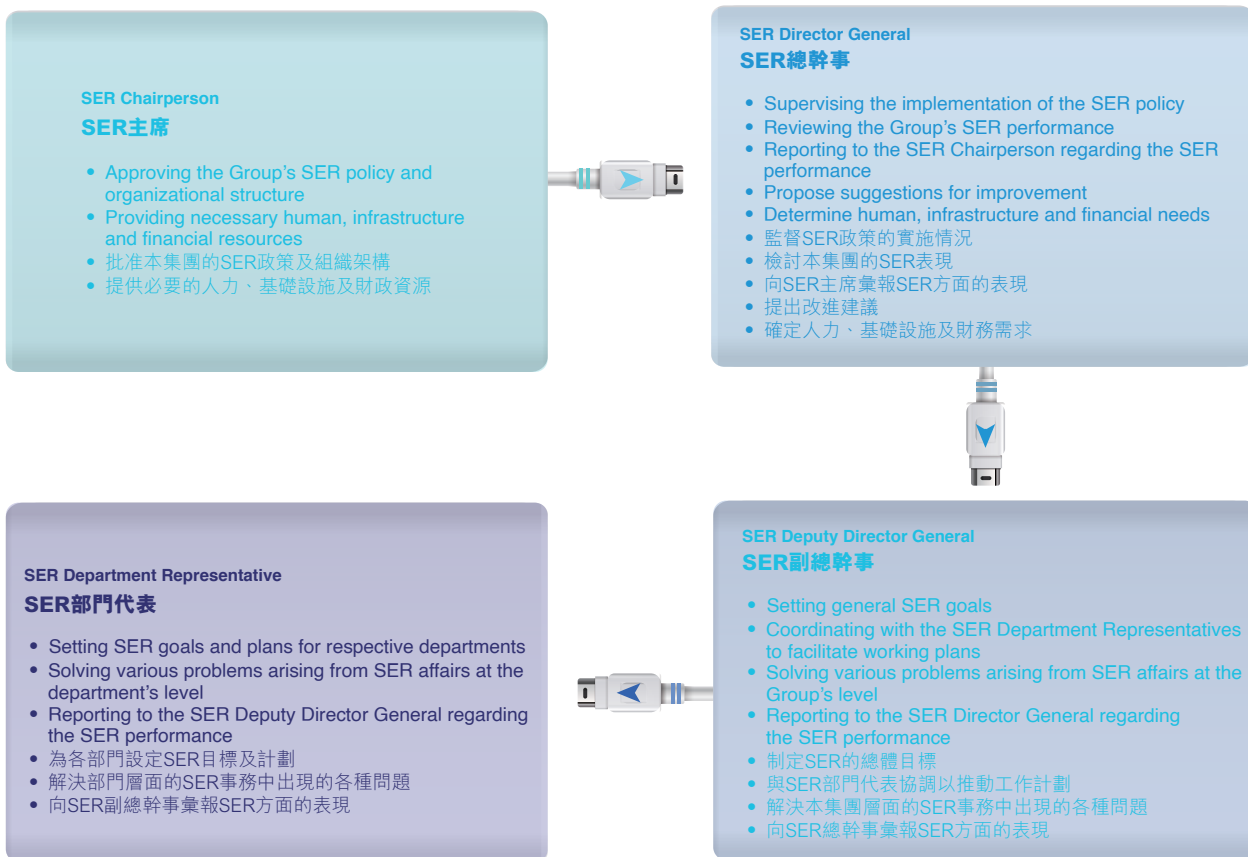 SER Chairperson
SER主席
• Approving the Group's SER policy and
organizational structure
• Providing necessary human, infrastructure
and financial resources
• 批准本集團的SER政策及組織架構
• 提供必要的人力、基礎設施及財政資源
SER Director General
SER總幹事
• Supervising the implementation of the SER policy
• Reviewing the Group's SER performance
• Reporting to the SER Chairperson regarding the SER
performance
• Propose suggestions for improvement
• Determine human, infrastructure and financial needs
• 監督SER政策的實施情況
• 檢討本集團的SER表現
• 向SER主席彙報SER方面的表現
• 提出改進建議
• 確定人力、基礎設施及財務需求
SER Deputy Director General
SER副總幹事
• Setting general SER goals
• Coordinating with the SER Department Representatives
to facilitate working plans
• Solving various problems arising from SER affairs at the
Group's level
• Reporting to the SER Director General regarding
the SER performance
• 制定SER的總體目標
• 與SER部門代表協調以推動工作計劃
• 解決本集團層面的SER事務中出現的各種問題
• 向SER總幹事彙報SER方面的表現
SER Department Representative
SER部門代表
• Setting SER goals and plans for respective departments
• Solving various problems arising from SER affairs at the
department's level
• Reporting to the SER Deputy Director General regarding
the SER performance
• 為各部門設定SER目標及計劃
• 解決部門層面的SER事務中出現的各種問題
• 向SER副總幹事彙報SER方面的表現